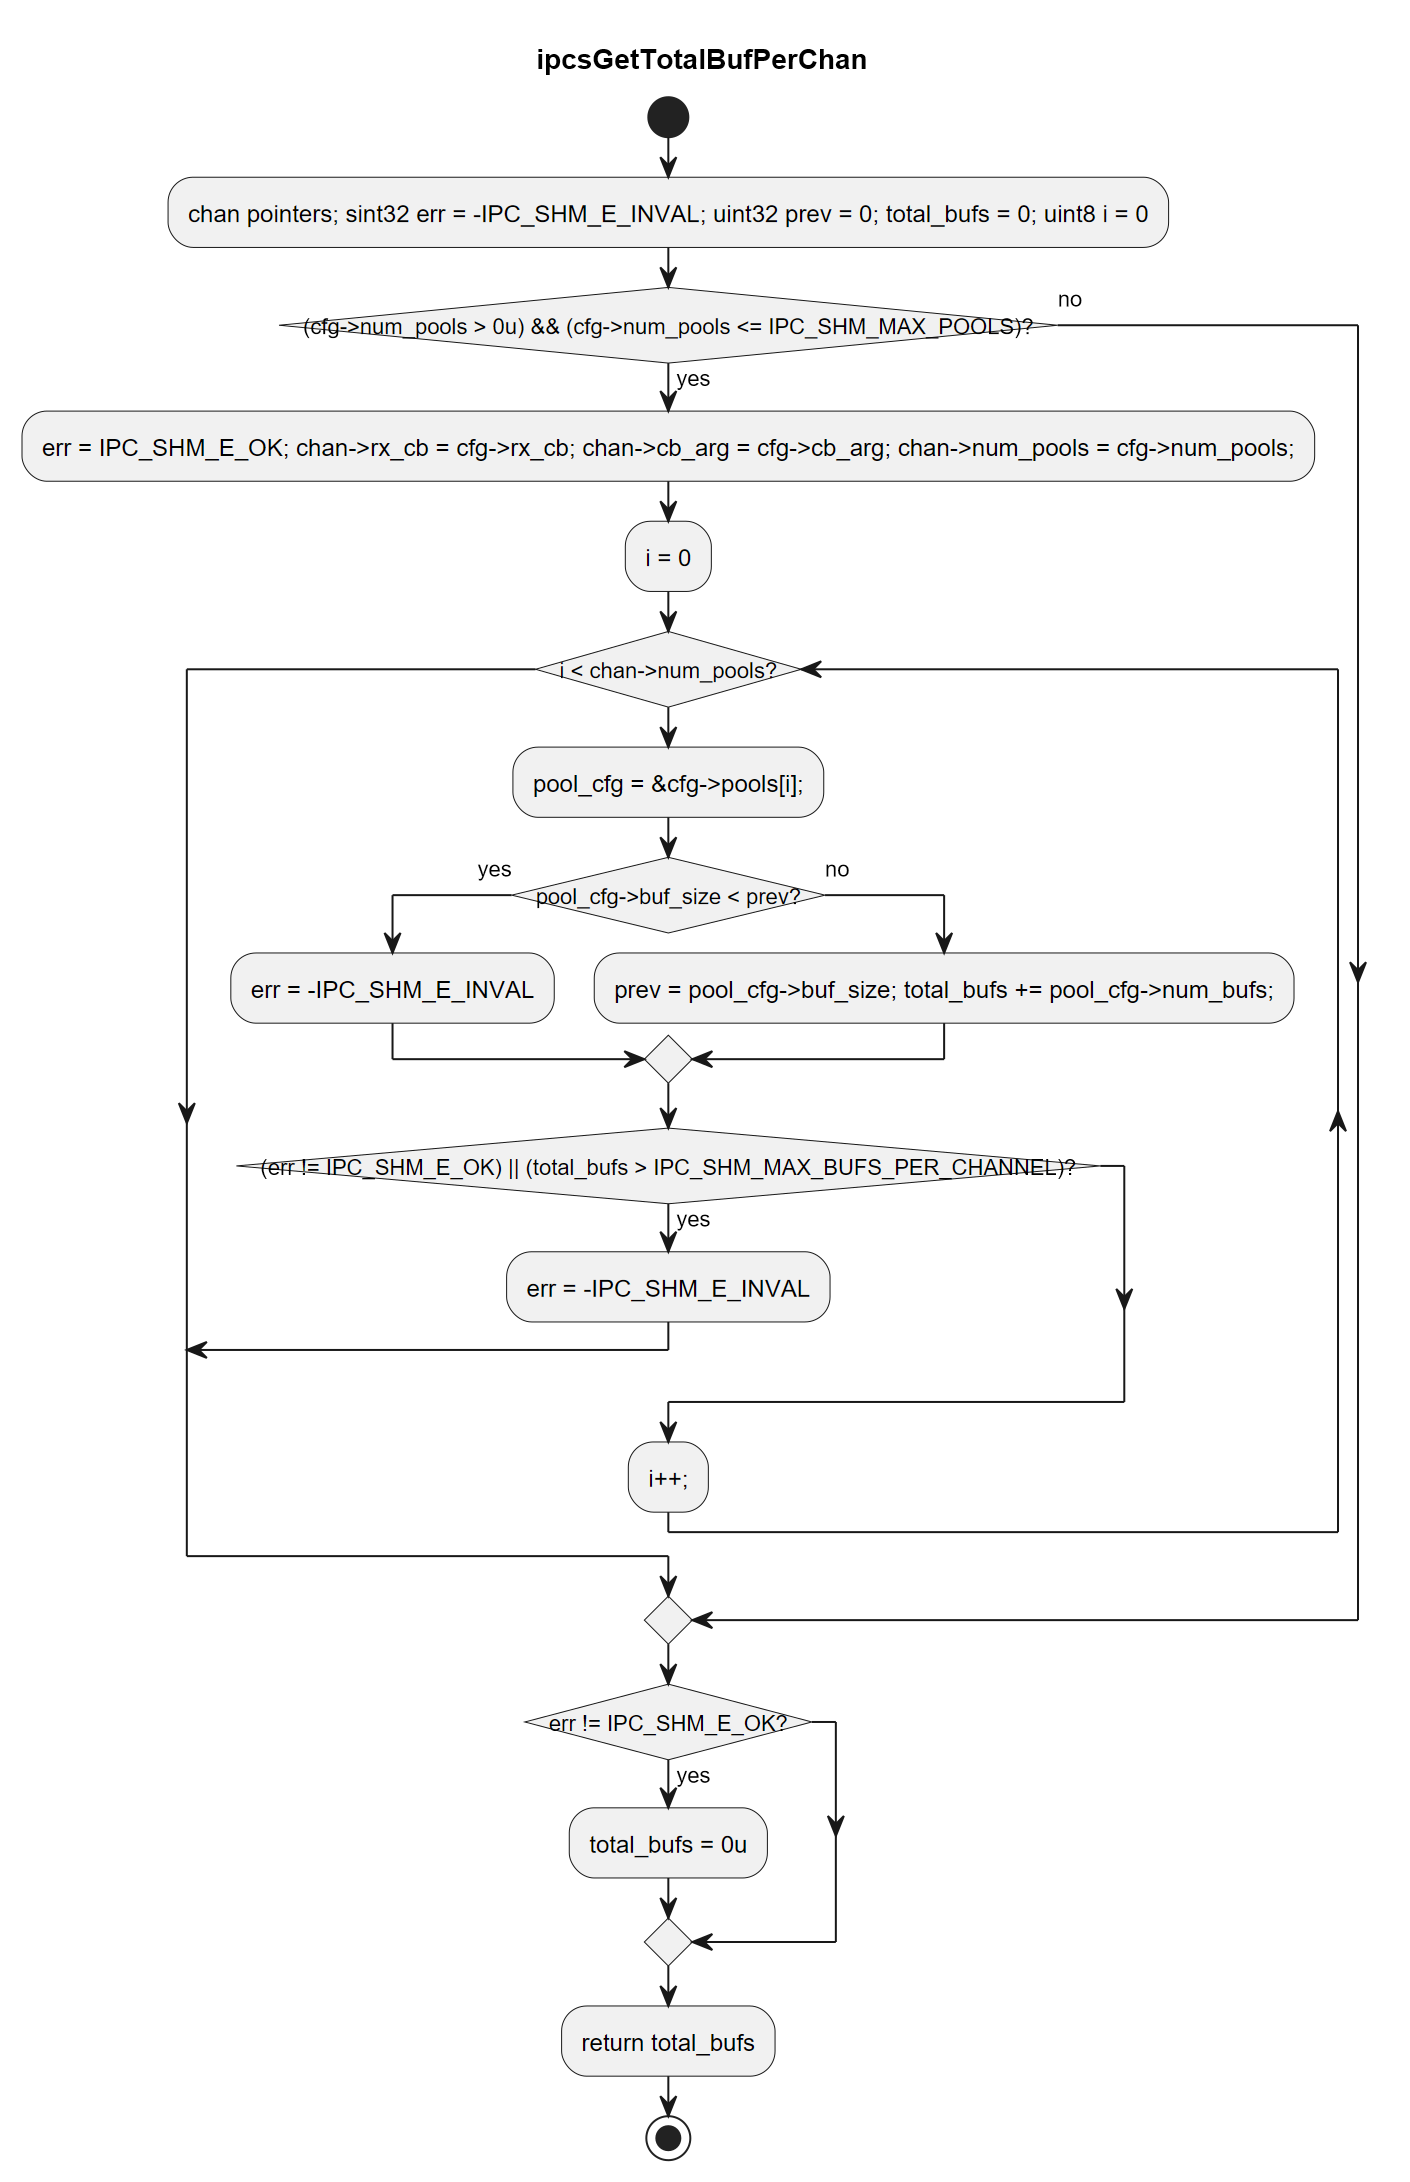 ipcsGetTotalBufPerChan
chan pointers; sint32 err = -IPC_SHM_E_INVAL; uint32 prev = 0; total_bufs = 0; uint8 i = 0
no
(cfg->num_pools > 0u) && (cfg->num_pools <= IPC_SHM_MAX_POOLS)?
yes
err = IPC_SHM_E_OK; chan->rx_cb = cfg->rx_cb; chan->cb_arg = cfg->cb_arg; chan->num_pools = cfg->num_pools;
i = 0
i < chan->num_pools?
pool_cfg = &cfg->pools[i];
yes
no
pool_cfg->buf_size < prev?
err = -IPC_SHM_E_INVAL
prev = pool_cfg->buf_size; total_bufs += pool_cfg->num_bufs;
(err != IPC_SHM_E_OK) || (total_bufs > IPC_SHM_MAX_BUFS_PER_CHANNEL)?
yes
err = -IPC_SHM_E_INVAL
i++;
err != IPC_SHM_E_OK?
yes
total_bufs = 0u
return total_bufs